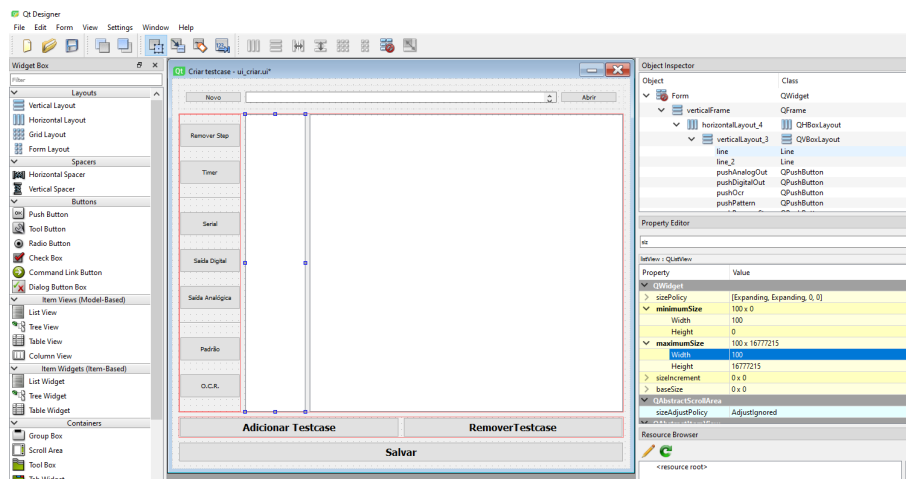 Qt Designer
File Edit Form View Settings Window Help
Widget Box
Filter
Layouts
Vertical Layout
Horizontal Layout
Grid Layout
Form Layout
Spacers
Horizontal Spacer
Vertical Spacer
Buttons
Push Button
Tool Button
Radio Button
Check Box
Command Link Button
Dialog Button Box
Item Views (Model-Based)
List View
Tree View
Table View
Column View
Item Widgets (Item-Based)
List Widget
Tree Widget
Table Widget
Containers
Group Box
Scroll Area
Tool Box
Tab Widget
Qt Criar testcase - ui_criar.ui*
Novo Abrir
Remover Step
Timer
Serial
Saída Digital
Saída Analógica
Padrão
O.C.R.
Adicionar Testcase RemoverTestcase
Salvar
Object Inspector
Object Class
Form QWidget
verticalFrame QFrame
horizontalLayout_4 QHBoxLayout
verticalLayout_3 QVBoxLayout
line Line
line_2 Line
pushAnalogOut QPushButton
pushDigitalOut QPushButton
pushOcr QPushButton
pushPattern QPushButton
Property Editor
siz
listView : QListView
Property Value
QWidget
sizePolicy [Expanding, Expanding, 0, 0]
minimumSize 100 x 0
Width 100
Height 0
maximumSize 100 x 16777215
Width 100
Height 16777215
sizeIncrement 0 x 0
baseSize 0 x 0
QAbstractScrollArea
sizeAdjustPolicy AdjustIgnored
Resource Browser
<resource root>